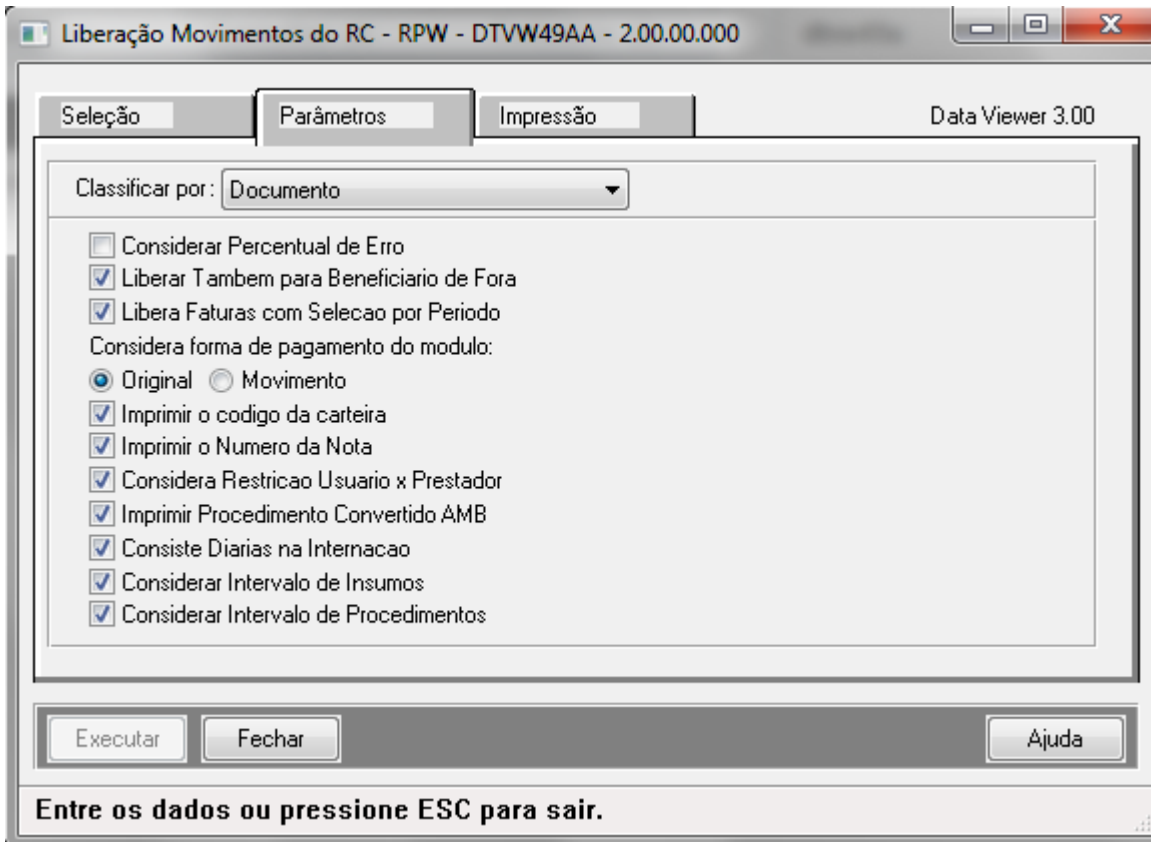 Liberação Movimentos do RC - RPW - DTVW49AA - 2.00.00.000
Seleção Parâmetros Impressão Data Viewer 3.00
Classificar por: Documento
Considerar Percentual de Erro
Liberar Tambem para Beneficiario de Fora
Libera Faturas com Selecao por Periodo
Considera forma de pagamento do modulo:
Original Movimento
Imprimir o codigo da carteira
Imprimir o Numero da Nota
Considera Restricao Usuario x Prestador
Imprimir Procedimento Convertido AMB
Consiste Diarias na Internacao
Considerar Intervalo de Insumos
Considerar Intervalo de Procedimentos
Executar Fechar Ajuda
Entre os dados ou pressione ESC para sair.